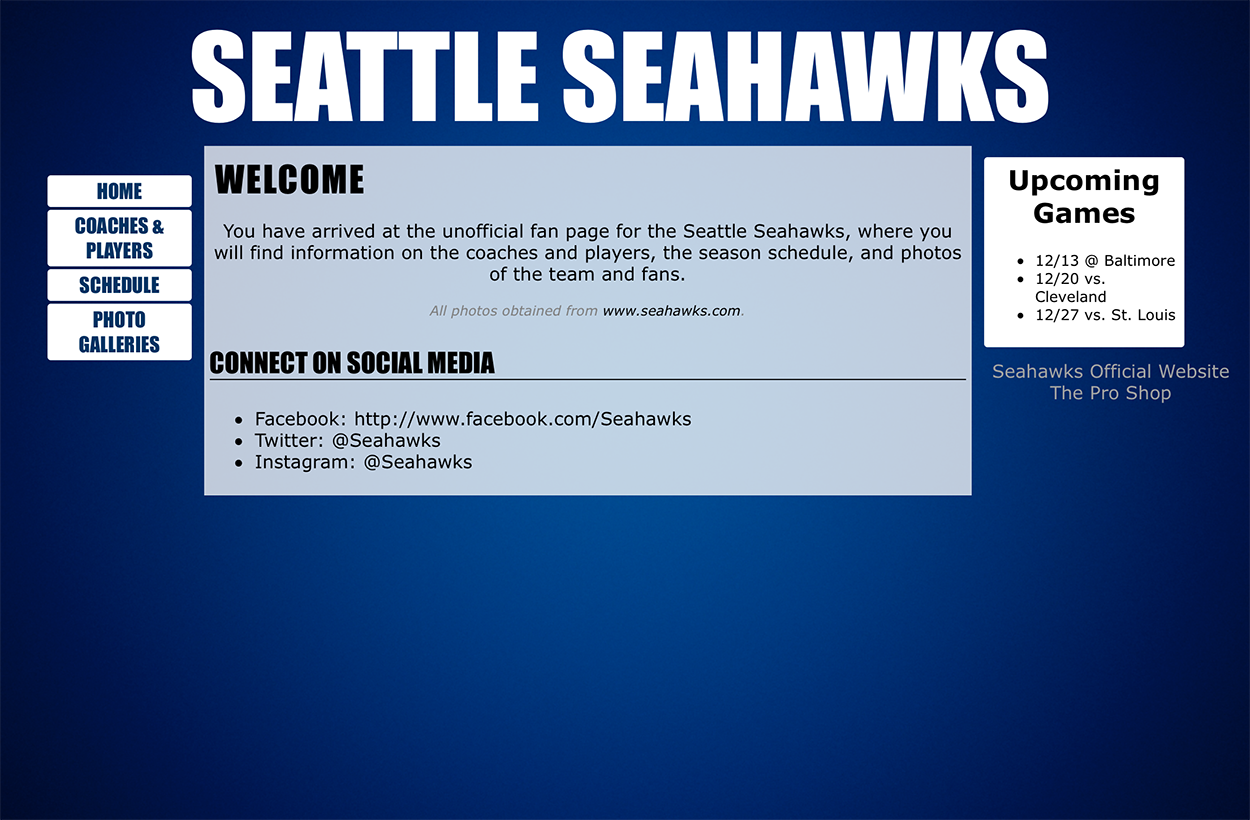 SEATTLE SEAHAWKS
HOME
COACHES &
PLAYERS
SCHEDULE
PHOTO
GALLERIES
WELCOME
You have arrived at the unofficial fan page for the Seattle Seahawks, where you
will find information on the coaches and players, the season schedule, and photos
of the team and fans.
All photos obtained from www.seahawks.com.
CONNECT ON SOCIAL MEDIA
• Facebook: http://www.facebook.com/Seahawks
• Twitter: @Seahawks
• Instagram: @Seahawks
Upcoming
Games
• 12/13 @ Baltimore
• 12/20 vs.
Cleveland
• 12/27 vs. St. Louis
Seahawks Official Website
The Pro Shop